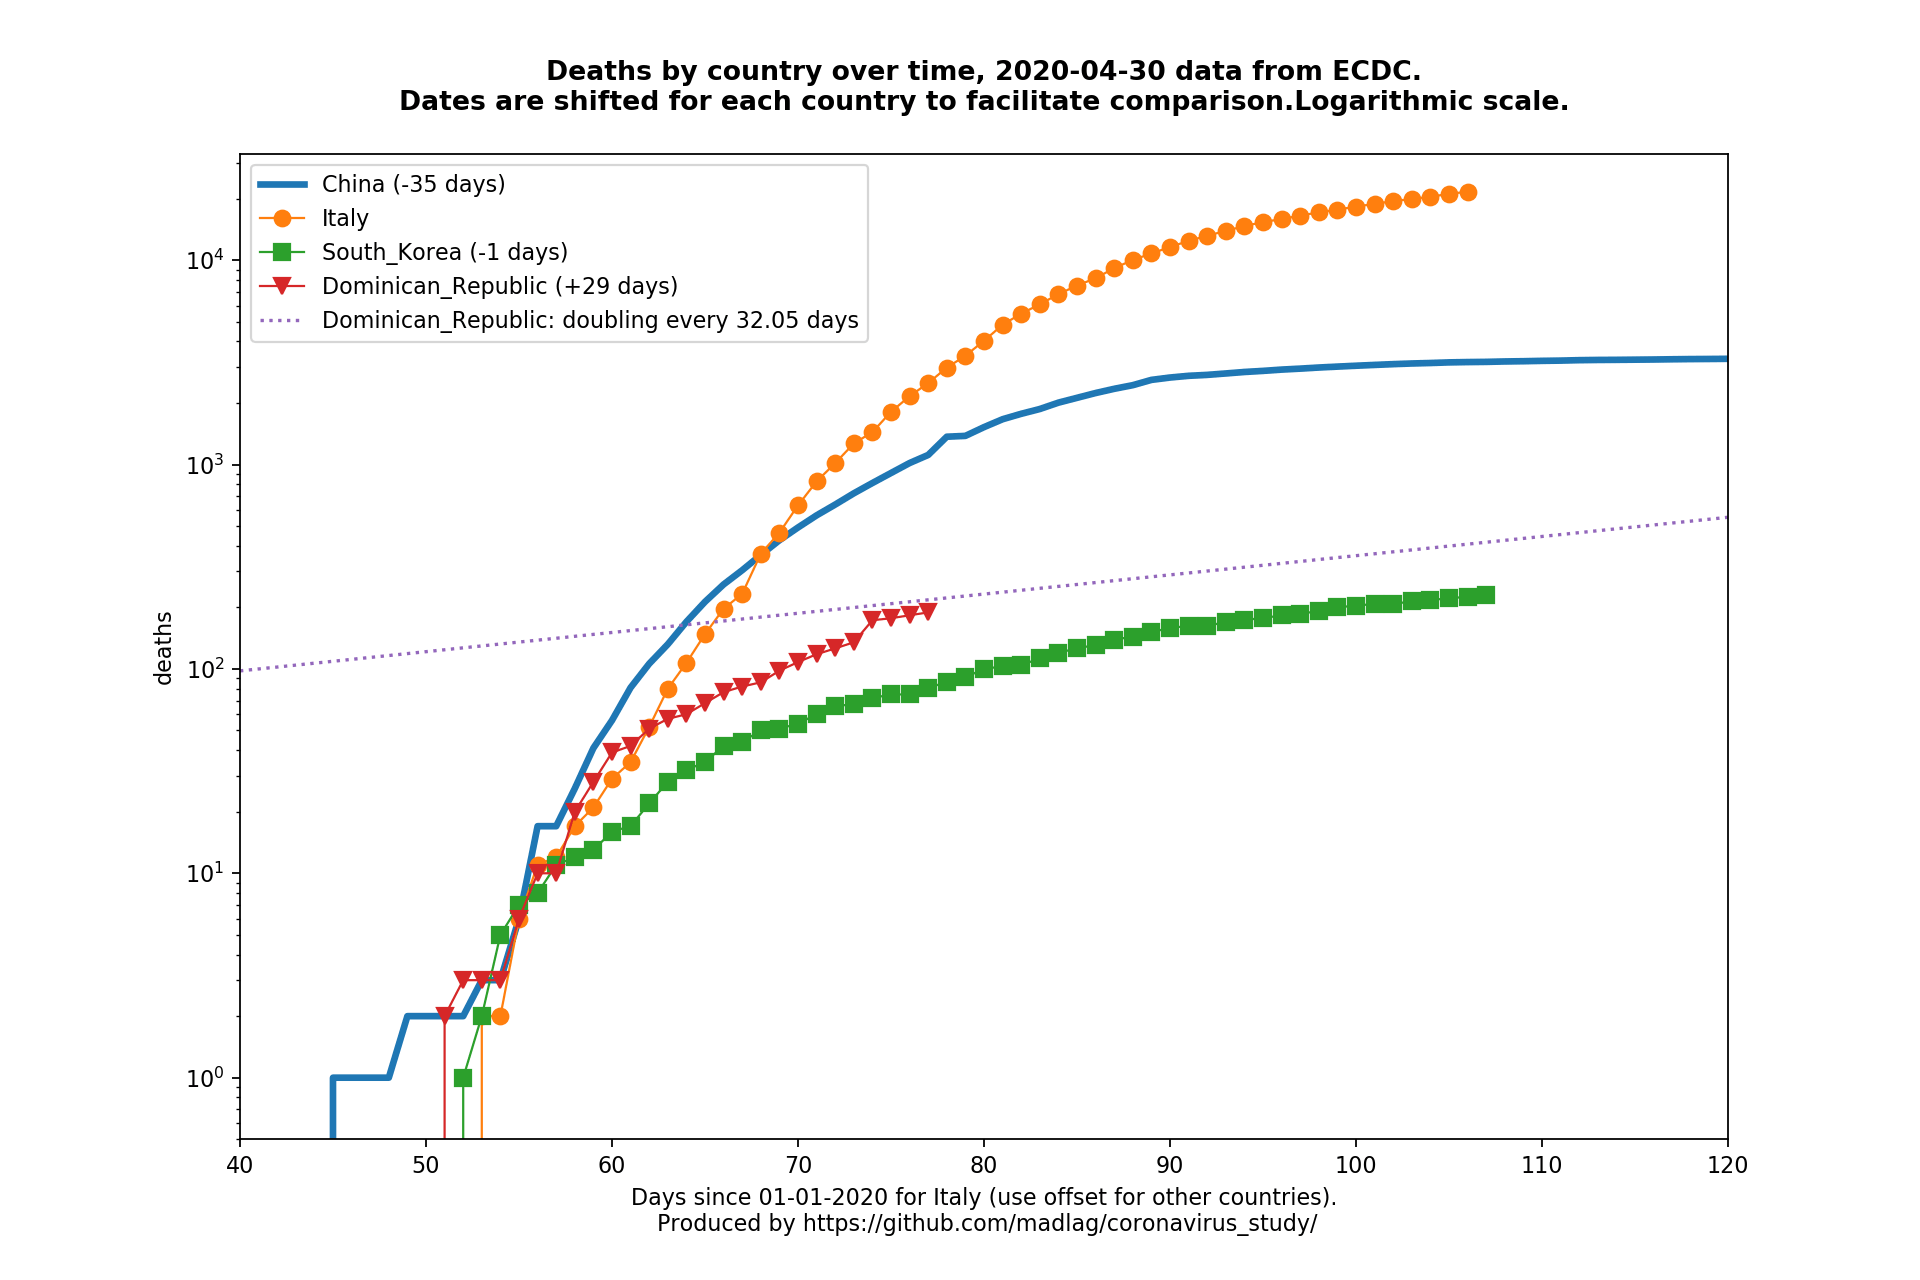 Deaths by country over time, 2020-04-30 data from ECDC.
Dates are shifted for each country to facilitate comparison.Logarithmic scale.
China (-35 days)
Italy
South_Korea (-1 days)
Dominican_Republic (+29 days)
Dominican_Republic: doubling every 32.05 days
deaths
10⁴
10³
10²
10¹
10⁰
40 50 60 70 80 90 100 110 120
Days since 01-01-2020 for Italy (use offset for other countries).
Produced by https://github.com/madlag/coronavirus_study/